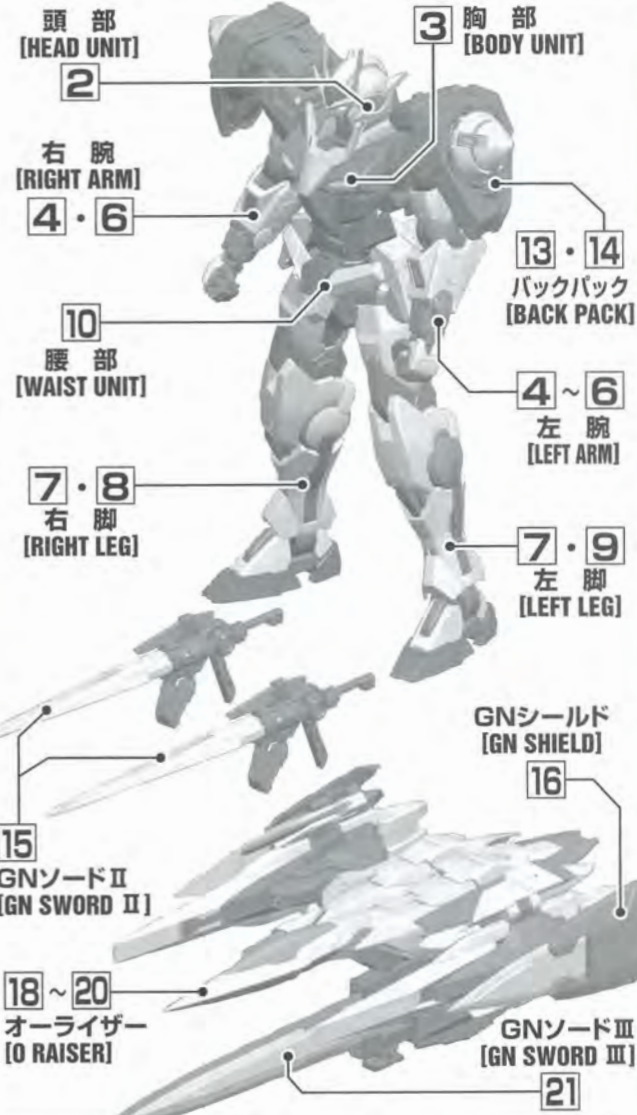 頭 部
[HEAD UNIT]
2
3 胸 部
[BODY UNIT]
右 腕
[RIGHT ARM]
4・6
13・14
バックパック
[BACK PACK]
10
腰 部
[WAIST UNIT]
4～6
左 腕
[LEFT ARM]
7・8
右 脚
[RIGHT LEG]
7・9
左 脚
[LEFT LEG]
GNシールド
[GN SHIELD]
16
15
GNソードⅡ
[GN SWORD Ⅱ]
18～20
オーライザー
[O RAISER]
GNソードⅢ
[GN SWORD Ⅲ]
21